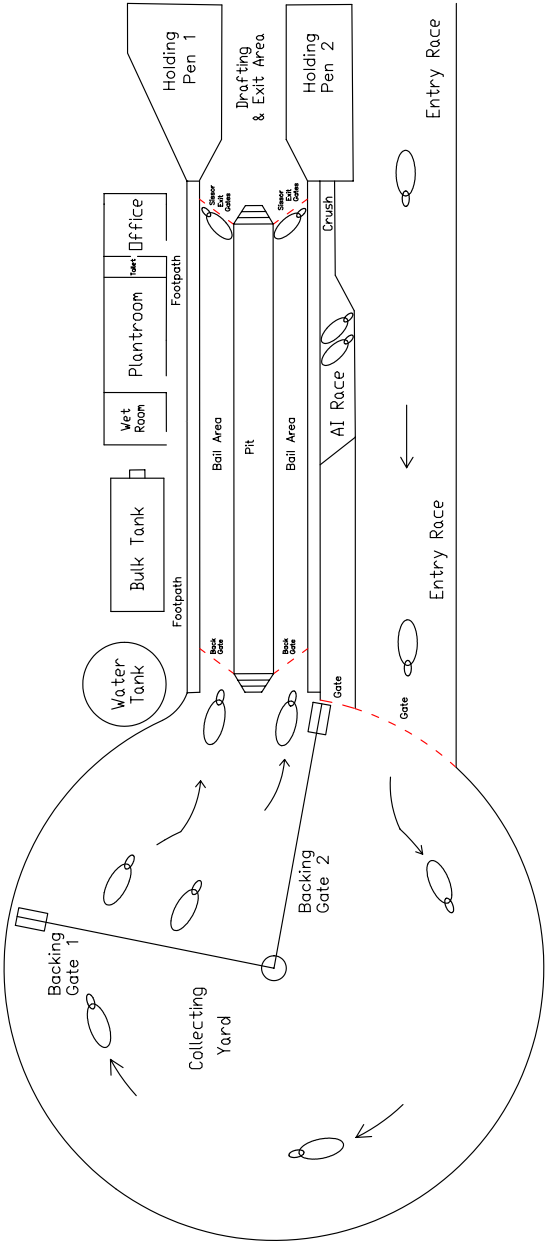 Holding
Pen 1
Drafting
& Exit Area
Holding
Pen 2
Entry Race
Office
Toilet
Plantroom
Wet
Room
Footpath
Sissor
Exit
Gates
Sissor
Exit
Gates
Crush
AI Race
Bail Area
Pit
Bail Area
Bulk Tank
Footpath
Entry Race
Water
Tank
Back
Gate
Back
Gate
Gate
Gate
Backing
Gate 1
Backing
Gate 2
Collecting
Yard